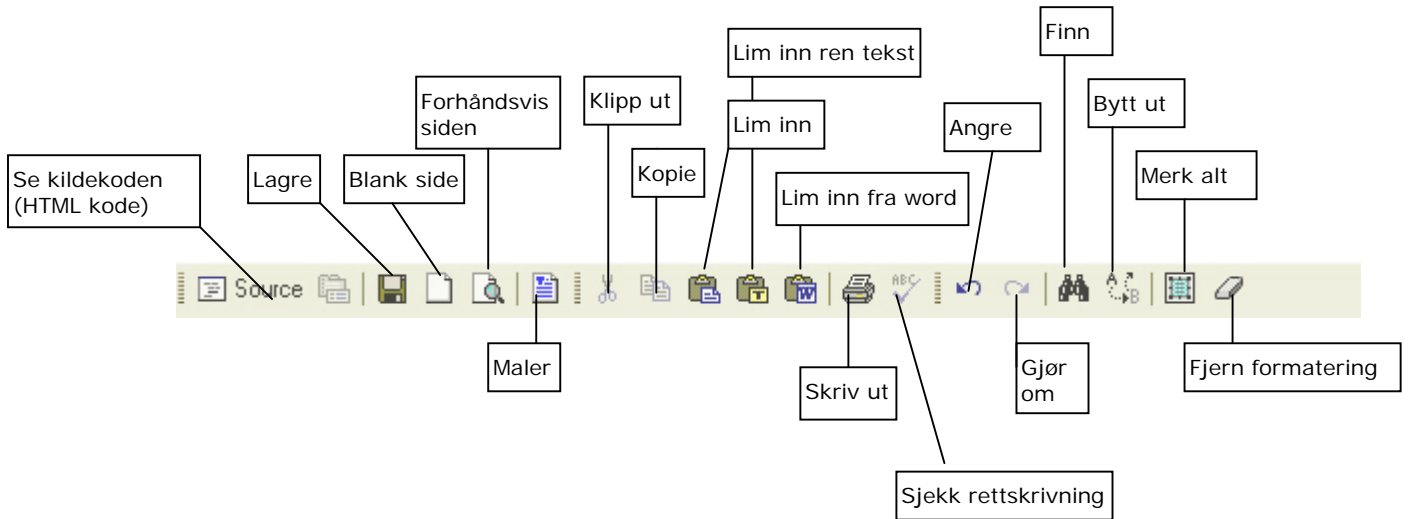 Finn
Lim inn ren tekst
Forhåndsvis
siden
Klipp ut
Lim inn
Angre
Bytt ut
Se kildekoden
(HTML kode)
Lagre
Blank side
Kopie
Lim inn fra word
Merk alt
Source
ABC
A
B
T
W
Maler
Skriv ut
Gjør
om
Fjern formatering
Sjekk rettskrivning